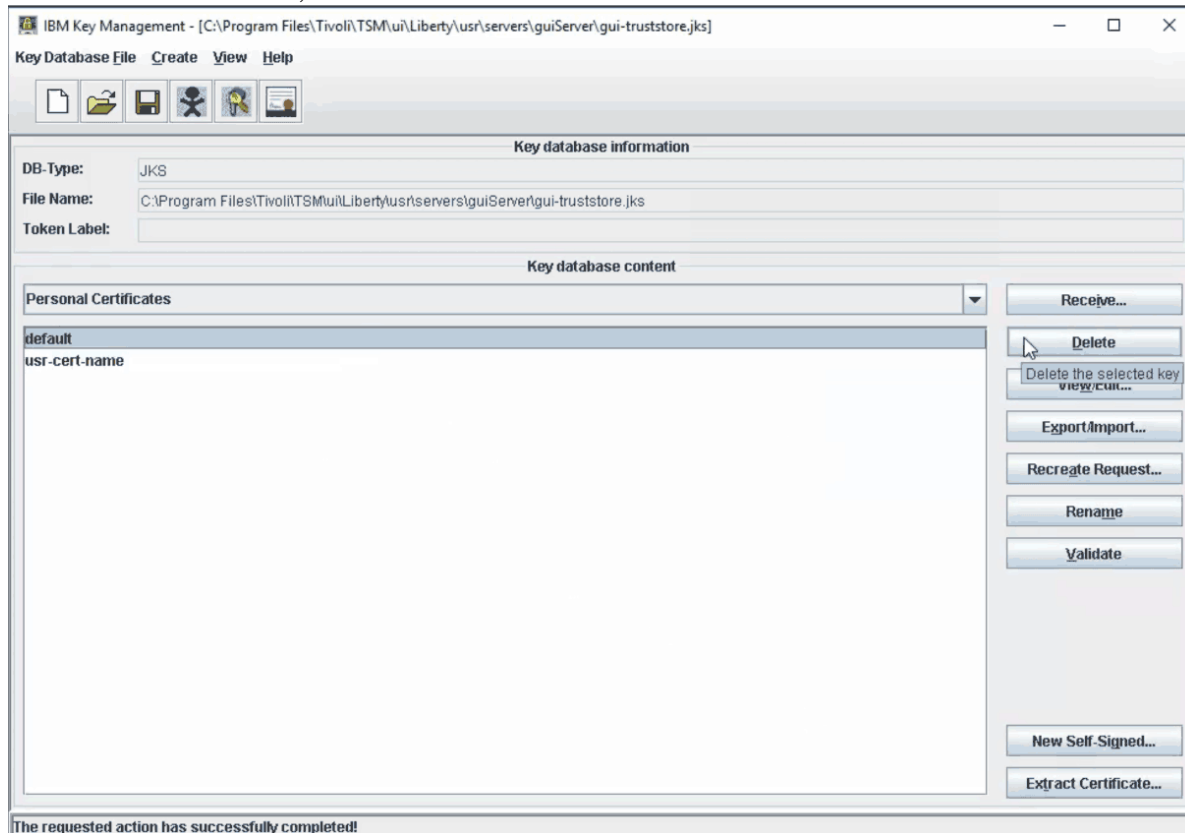 IBM Key Management - [C:\Program Files\Tivoli\TSM\ui\Liberty\usr\servers\guiServer\gui-truststore.jks]
Key Database File Create View Help
Key database information
DB-Type: JKS
File Name: C:\Program Files\Tivoli\TSM\ui\Liberty\usr\servers\guiServer\gui-truststore.jks
Token Label:
Key database content
Personal Certificates
Receive...
default
Delete
usr-cert-name
Delete the selected key
View/Edit...
Export/Import...
Recreate Request...
Rename
Validate
New Self-Signed...
Extract Certificate...
The requested action has successfully completed!